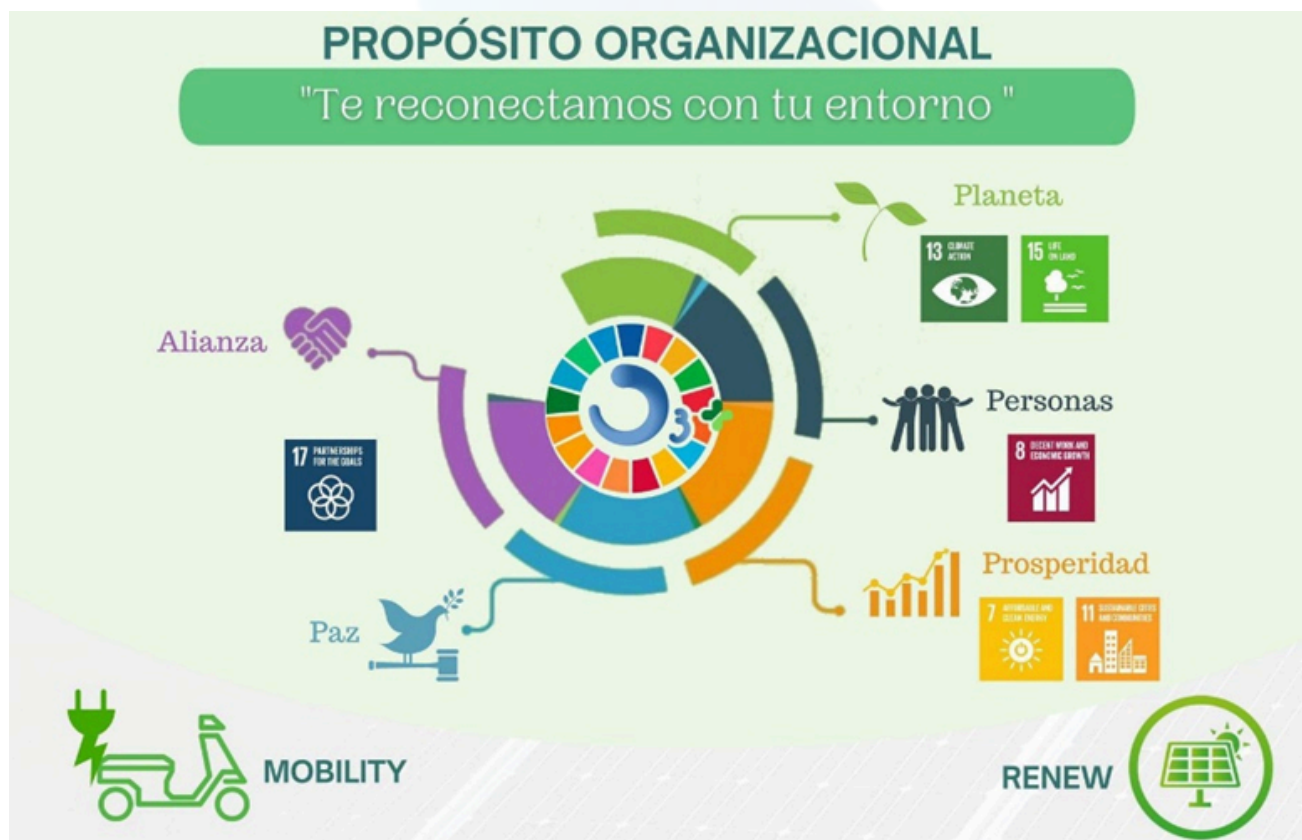 PROPÓSITO ORGANIZACIONAL
"Te reconectamos con tu entorno "
Planeta
13 CLIMATE
ACTION
15 LIFE
ON LAND
Alianza
17 PARTNERSHIPS
FOR THE GOALS
Personas
8 DECENT WORK AND
ECONOMIC GROWTH
3
Prosperidad
7 AFFORDABLE AND
CLEAN ENERGY
11 SUSTAINABLE CITIES
AND COMMUNITIES
Paz
MOBILITY
RENEW